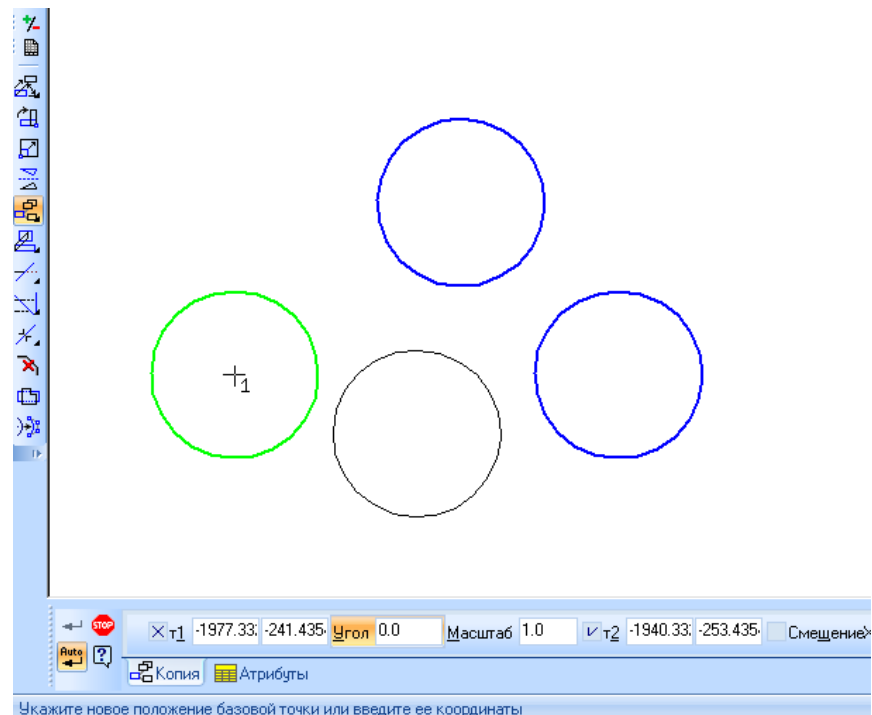 1
STOP
т1 -1977.33 -241.435 Угол 0.0 Масштаб 1.0 т2 -1940.33 -253.435 Смещение
Auto
Копия Атрибуты
Укажите новое положение базовой точки или введите ее координаты